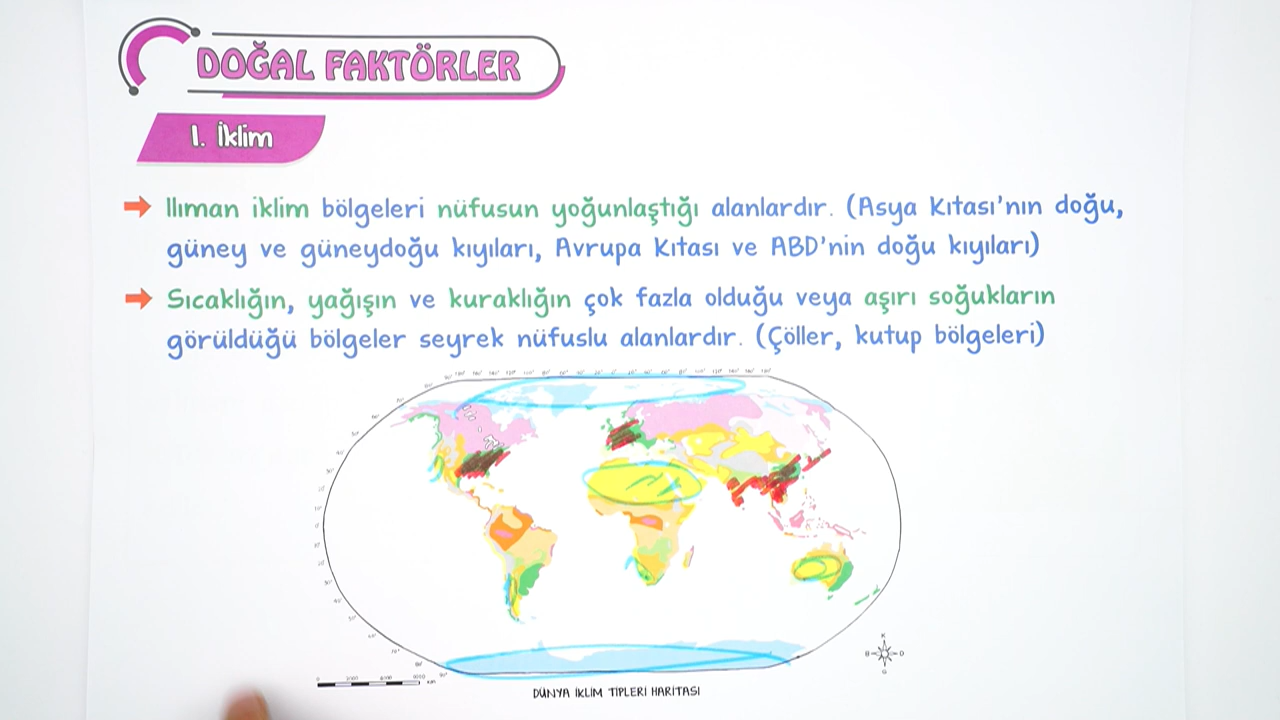 DOĞAL FAKTÖRLER
1. İklim
Ilıman iklim bölgeleri nüfusun yoğunlaştığı alanlardır. (Asya Kıtası'nın doğu,
güney ve güneydoğu kıyıları, Avrupa Kıtası ve ABD'nin doğu kıyıları)
Sıcaklığın, yağışın ve kuraklığın çok fazla olduğu veya aşırı soğukların
görüldüğü bölgeler seyrek nüfuslu alanlardır. (Çöller, kutup bölgeleri)
K
B D
G
DÜNYA İKLİM TİPLERİ HARİTASI